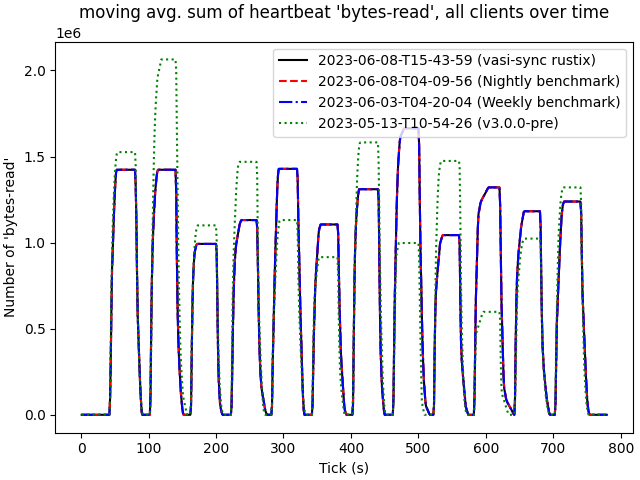 moving avg. sum of heartbeat 'bytes-read', all clients over time
1e6
2023-06-08-T15-43-59 (vasi-sync rustix)
2023-06-08-T04-09-56 (Nightly benchmark)
2023-06-03-T04-20-04 (Weekly benchmark)
2023-05-13-T10-54-26 (v3.0.0-pre)
Number of 'bytes-read'
2.0
1.5
1.0
0.5
0.0
0 100 200 300 400 500 600 700 800
Tick (s)